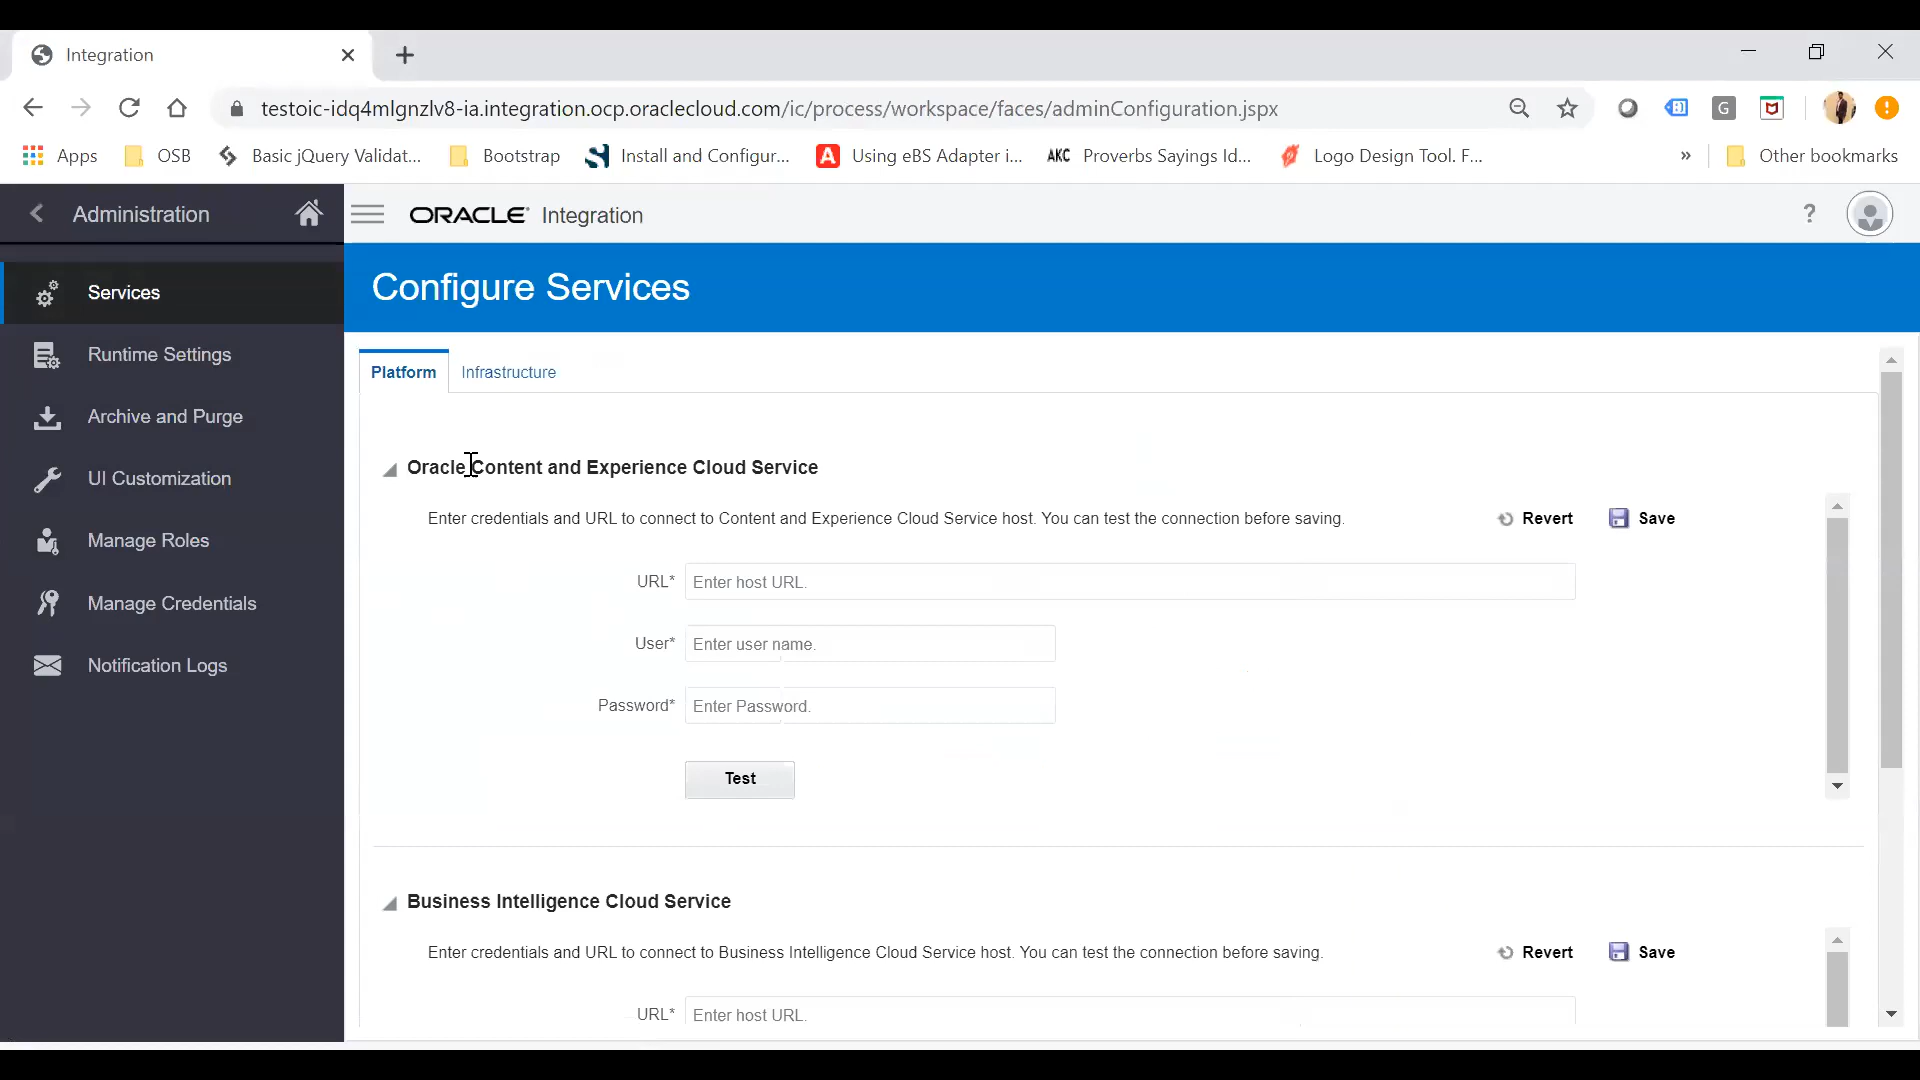 Integration
testoic-idq4mlgnzlv8-ia.integration.ocp.oraclecloud.com/ic/process/workspace/faces/adminConfiguration.jspx
G
Apps
OSB
Basic jQuery Validat...
Bootstrap
Install and Configur...
A
Using eBS Adapter i...
AKC
Proverbs Sayings Id...
Logo Design Tool. F...
»
Other bookmarks
Administration
ORACLE Integration
?
Configure Services
Services
Runtime Settings
Archive and Purge
UI Customization
Manage Roles
Manage Credentials
Notification Logs
Platform
Infrastructure
Oracle Content and Experience Cloud Service
Enter credentials and URL to connect to Content and Experience Cloud Service host. You can test the connection before saving.
Revert
Save
URL*
Enter host URL.
User*
Enter user name.
Password*
Enter Password.
Test
Business Intelligence Cloud Service
Enter credentials and URL to connect to Business Intelligence Cloud Service host. You can test the connection before saving.
Revert
Save
URL*
Enter host URL.